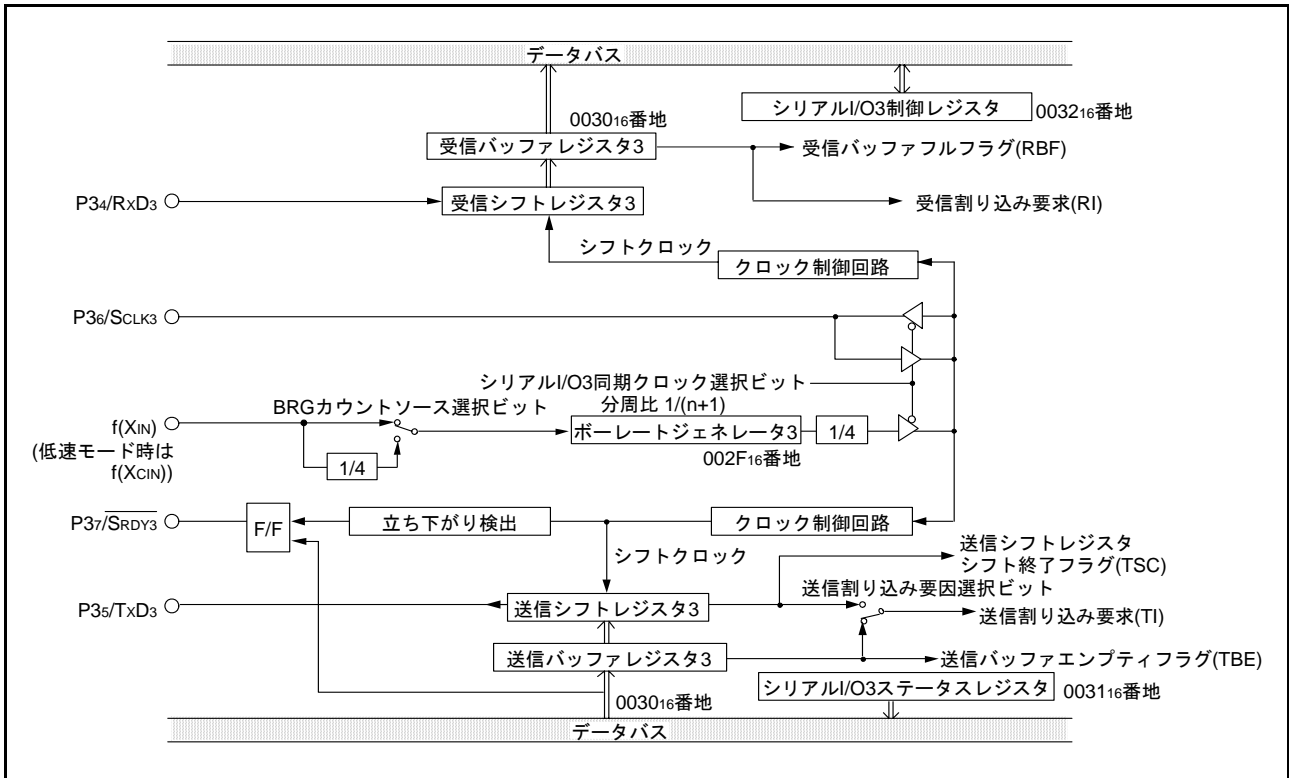 データバス
シリアルI/O3制御レジスタ 0032₁₆番地
0030₁₆番地
受信バッファレジスタ3
受信バッファフルフラグ(RBF)
P3₄/RxD₃
受信シフトレジスタ3
受信割り込み要求(RI)
シフトクロック
クロック制御回路
P3₆/SCLK3
シリアルI/O3同期クロック選択ビット
BRGカウントソース選択ビット
分周比 1/(n+1)
f(XIN)
(低速モード時は
f(XCIN))
1/4
ボーレートジェネレータ3
1/4
002F₁₆番地
P3₇/SRDY3
F/F
立ち下がり検出
クロック制御回路
シフトクロック
送信シフトレジスタ
シフト終了フラグ(TSC)
送信割り込み要因選択ビット
P3₅/TxD₃
送信シフトレジスタ3
送信割り込み要求(TI)
送信バッファレジスタ3
送信バッファエンプティフラグ(TBE)
シリアルI/O3ステータスレジスタ 0031₁₆番地
0030₁₆番地
データバス